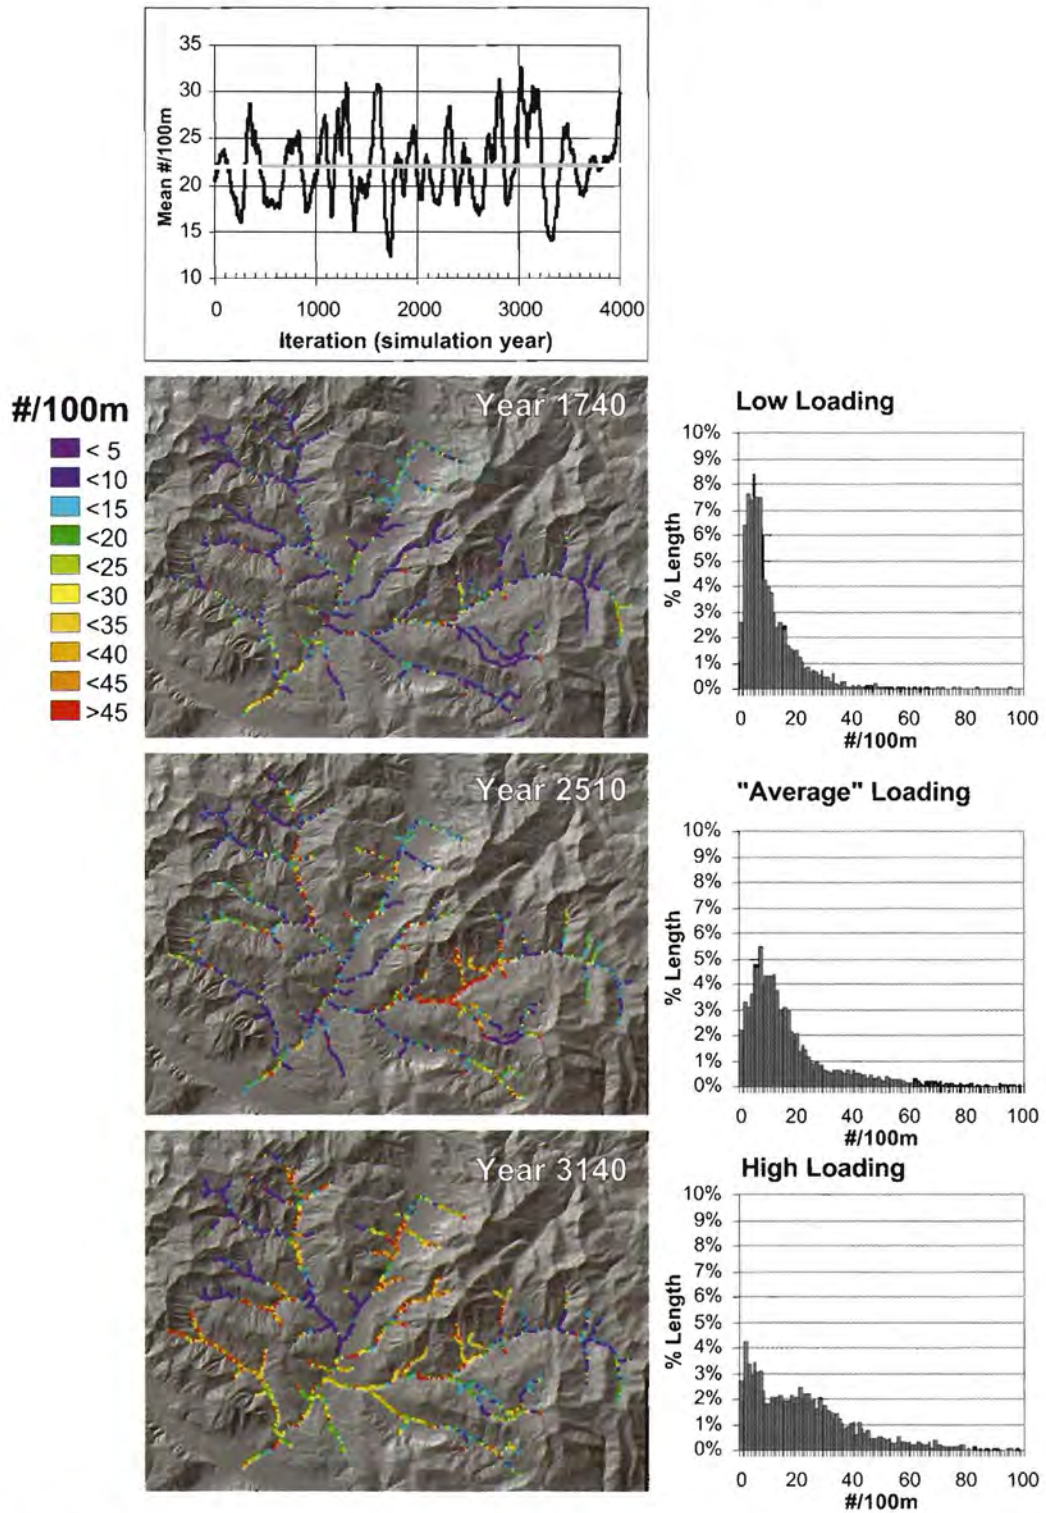 35
30
25
20
15
10
Mean #/100m
0 1000 2000 3000 4000
Iteration (simulation year)
#/100m
< 5
<10
<15
<20
<25
<30
<35
<40
<45
>45
Year 1740
Low Loading
10%
9%
8%
7%
6%
5%
4%
3%
2%
1%
0%
% Length
0 20 40 60 80 100
#/100m
Year 2510
"Average" Loading
10%
9%
8%
7%
6%
5%
4%
3%
2%
1%
0%
% Length
0 20 40 60 80 100
#/100m
Year 3140
High Loading
10%
9%
8%
7%
6%
5%
4%
3%
2%
1%
0%
% Length
0 20 40 60 80 100
#/100m